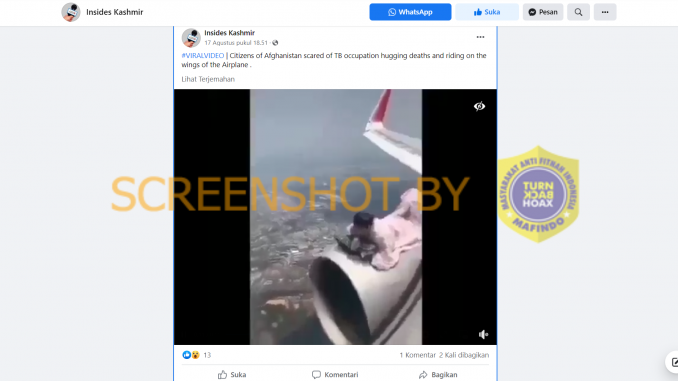 Insides Kashmir
WhatsApp
Suka
Pesan
Insides Kashmir
17 Agustus pukul 18.51 ·
#VIRALVIDEO | Citizens of Afghanistan scared of TB occupation hugging deaths and riding on the
wings of the Airplane..
Lihat Terjemahan
SCREENSHOT BY
MASYARAKAT ANTI FITNAH INDONESIA
TURN
BACK
HOAX
MAFINDO
13
1 Komentar 2 Kali dibagikan
Suka
Komentari
Bagikan